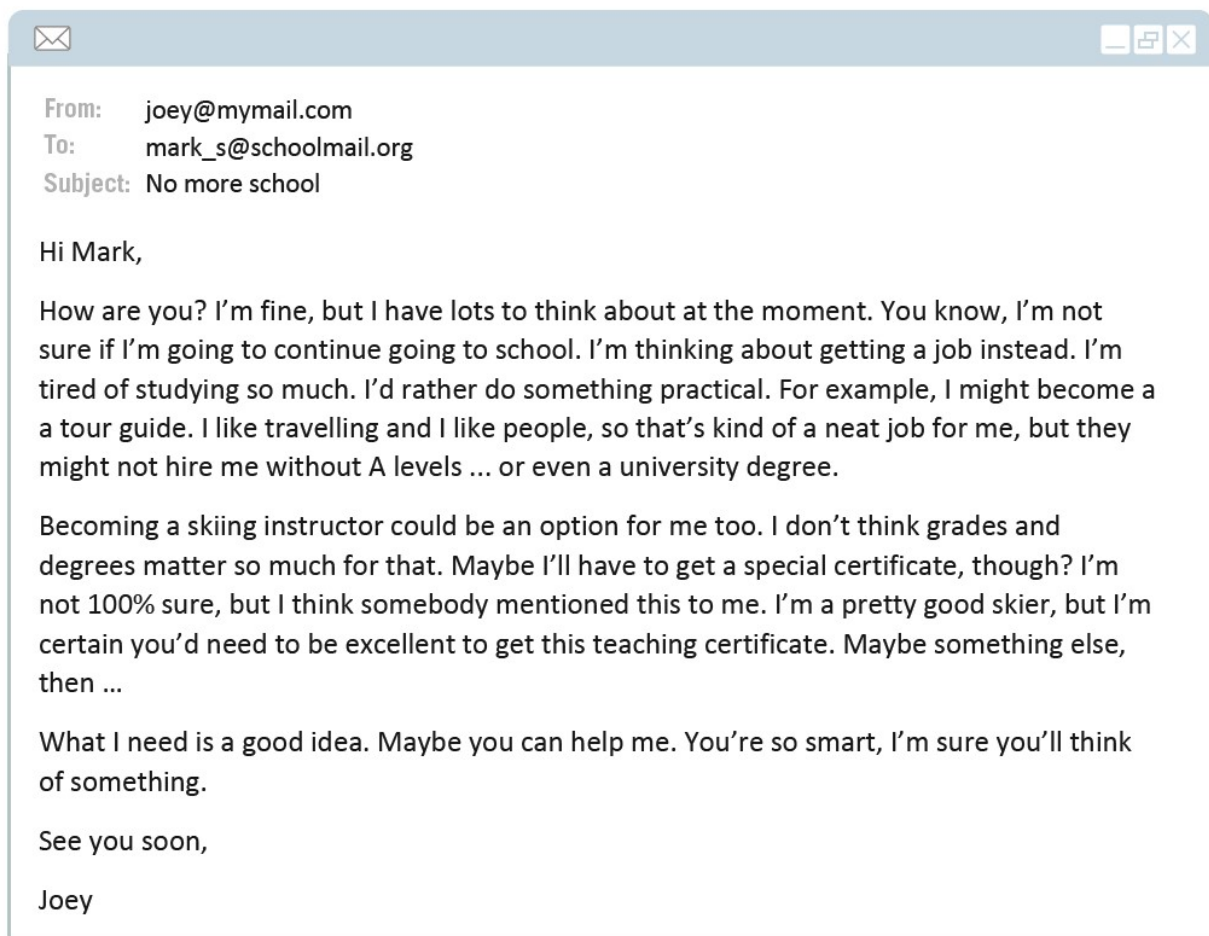 From: joey@mymail.com
To: mark_s@schoolmail.org
Subject: No more school
Hi Mark,
How are you? I’m fine, but I have lots to think about at the moment. You know, I’m not
sure if I’m going to continue going to school. I’m thinking about getting a job instead. I’m
tired of studying so much. I’d rather do something practical. For example, I might become a
a tour guide. I like travelling and I like people, so that’s kind of a neat job for me, but they
might not hire me without A levels ... or even a university degree.
Becoming a skiing instructor could be an option for me too. I don’t think grades and
degrees matter so much for that. Maybe I’ll have to get a special certificate, though? I’m
not 100% sure, but I think somebody mentioned this to me. I’m a pretty good skier, but I’m
certain you’d need to be excellent to get this teaching certificate. Maybe something else,
then ...
What I need is a good idea. Maybe you can help me. You’re so smart, I’m sure you’ll think
of something.
See you soon,
Joey